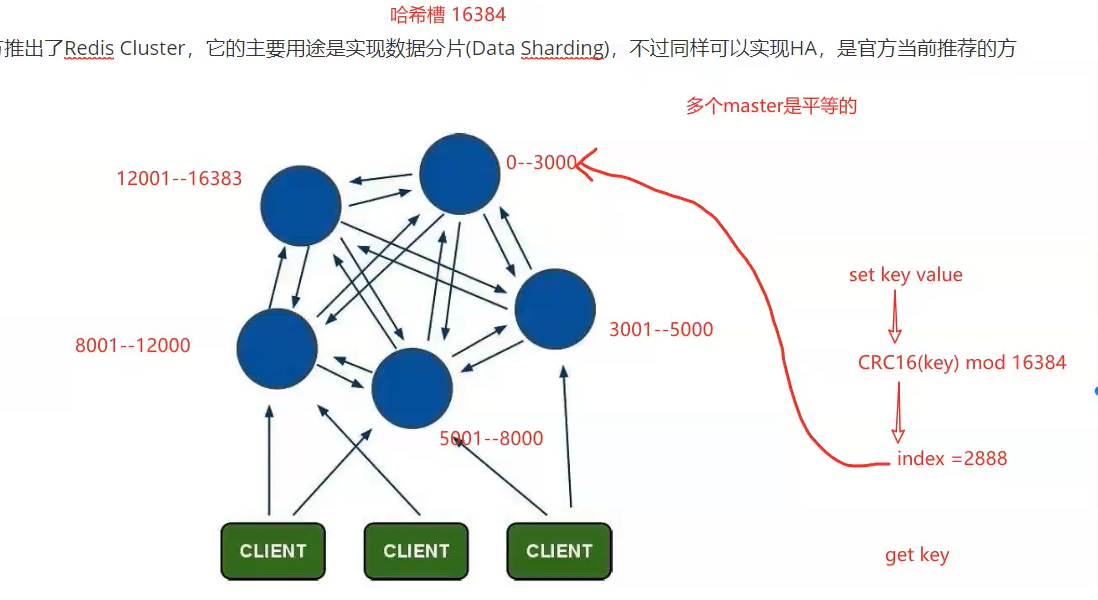 哈希槽 16384
推出了Redis Cluster，它的主要用途是实现数据分片(Data Sharding)，不过同样可以实现HA，是官方当前推荐的方
多个master是平等的
0--3000
12001--16383
set key value
3001--5000
8001--12000
CRC16(key) mod 16384
5001--8000
index =2888
CLIENT
CLIENT
CLIENT
get key